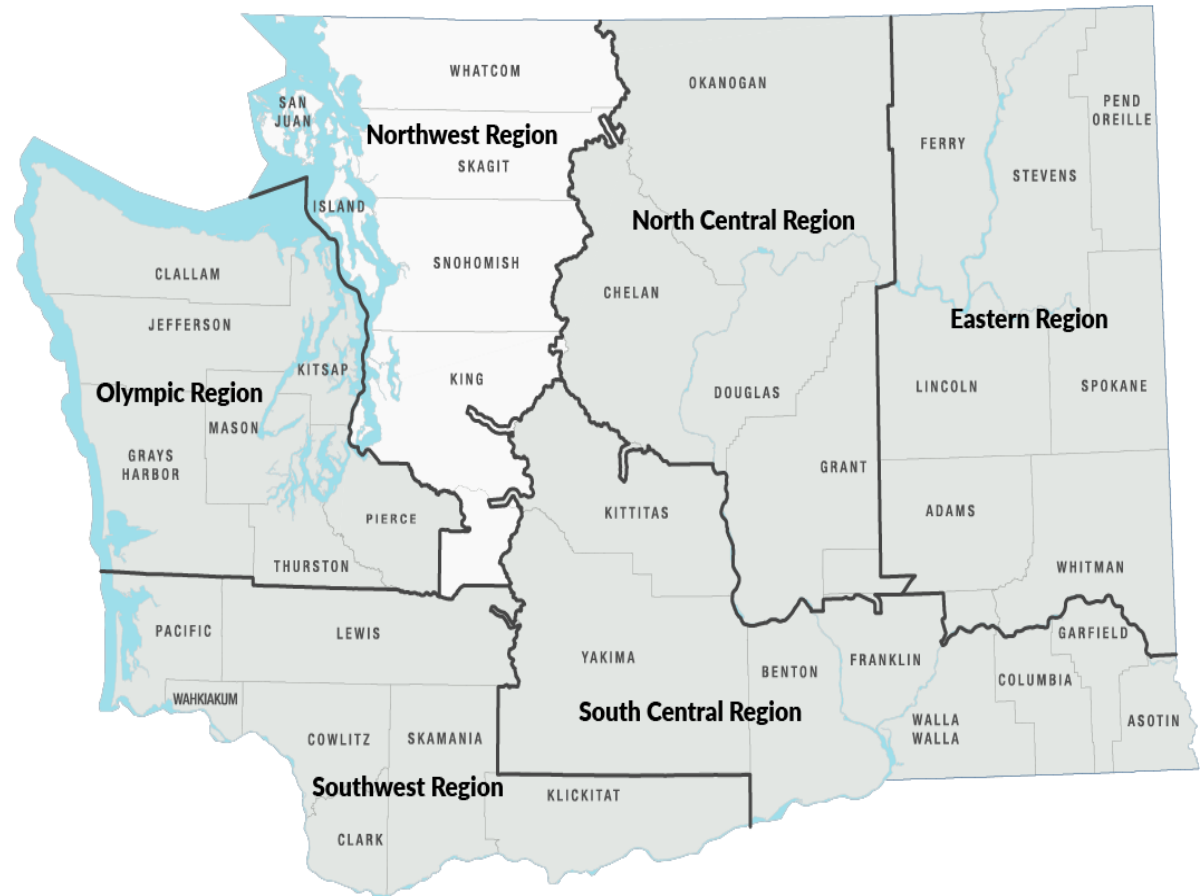 WHATCOM
OKANOGAN
SAN
JUAN
PEND
OREILLE
Northwest Region
FERRY
SKAGIT
STEVENS
ISLAND
North Central Region
SNOHOMISH
CLALLAM
CHELAN
JEFFERSON
Eastern Region
KITSAP
KING
Olympic Region
DOUGLAS
LINCOLN
SPOKANE
MASON
GRAYS
HARBOR
GRANT
PIERCE
KITTITAS
ADAMS
THURSTON
WHITMAN
PACIFIC
LEWIS
GARFIELD
YAKIMA
BENTON
FRANKLIN
COLUMBIA
WAHKIAKUM
South Central Region
WALLA
WALLA
ASOTIN
COWLITZ
SKAMANIA
Southwest Region
KLICKITAT
CLARK